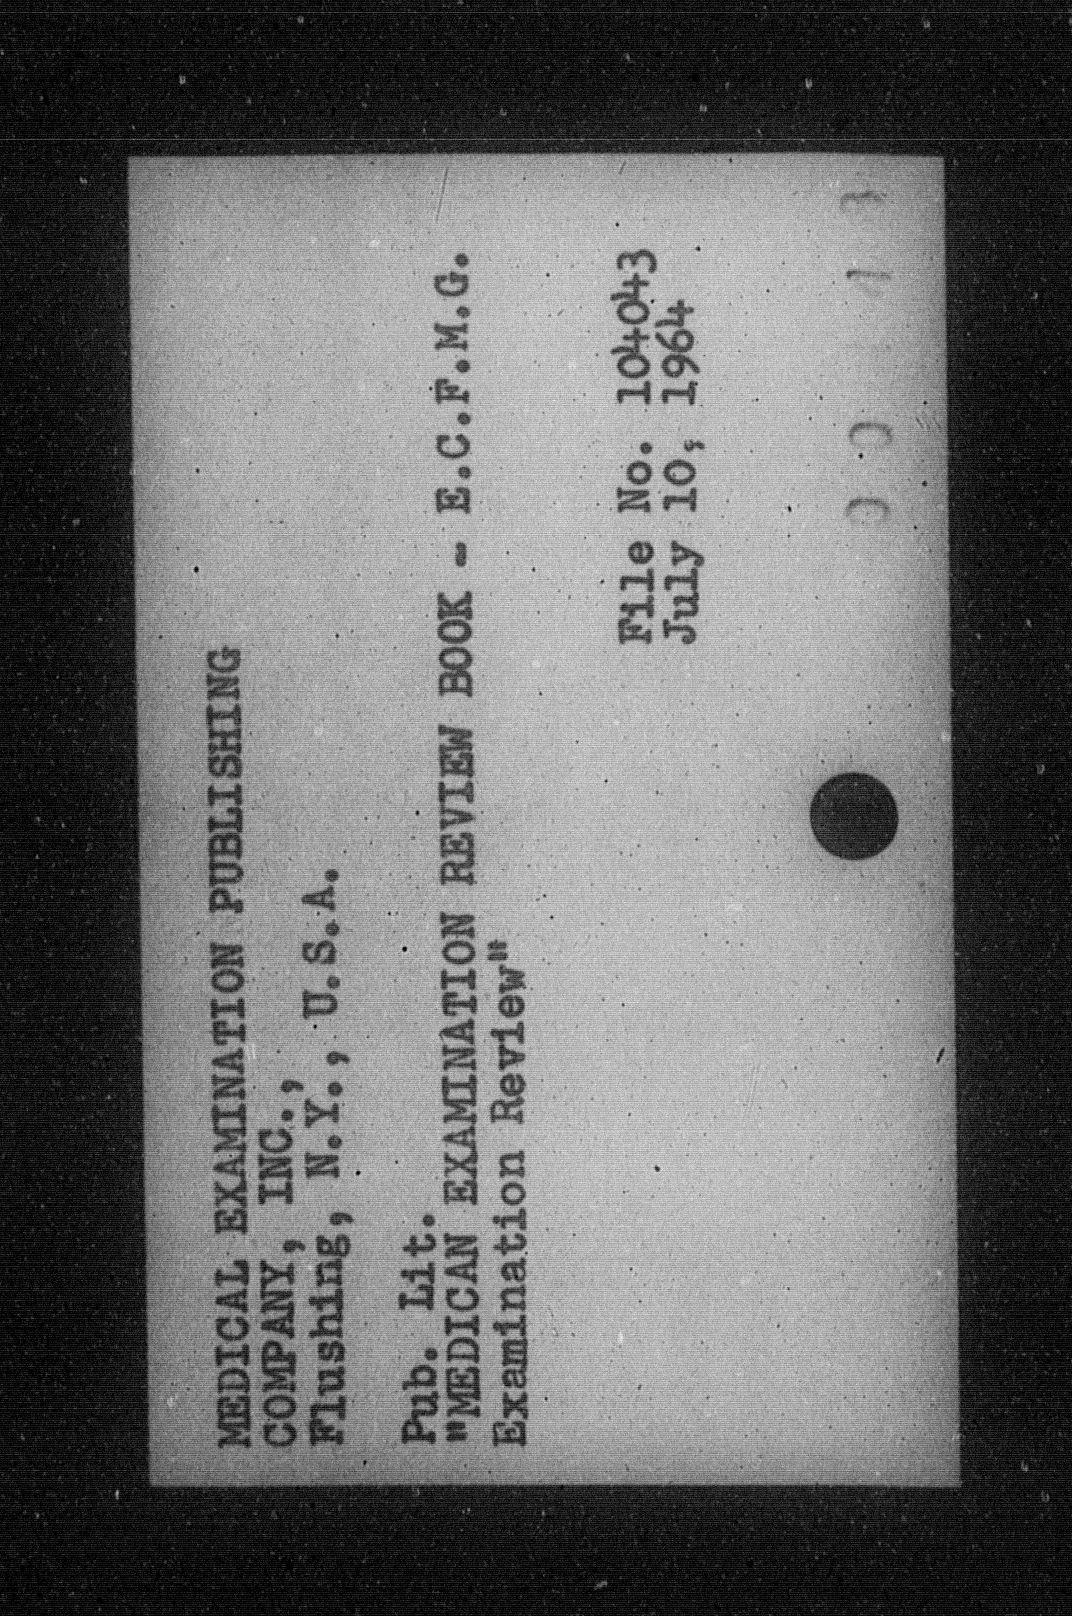 MEDICAL EXAMINATION PUBLISHING
COMPANY, INC.,
Flushing, N.Y., U.S.A.
Pub. Lit.
"MEDICAN EXAMINATION REVIEW BOOK - E.C.F.M.G.
Examination Review"
File No. 104043
July 10, 1964